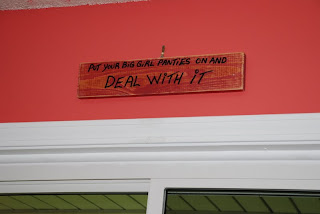 PUT YOUR BIG GIRL PANTIES ON AND
DEAL WITH IT